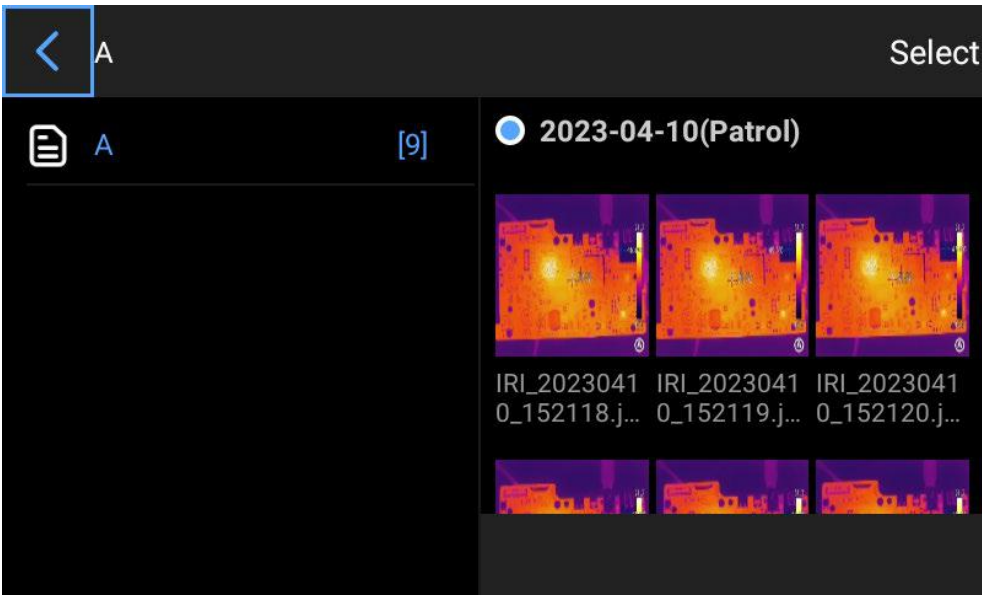 A
Select
A
[9]
2023-04-10(Patrol)
IRI_2023041
0_152118.j...
IRI_2023041
0_152119.j...
IRI_2023041
0_152120.j...